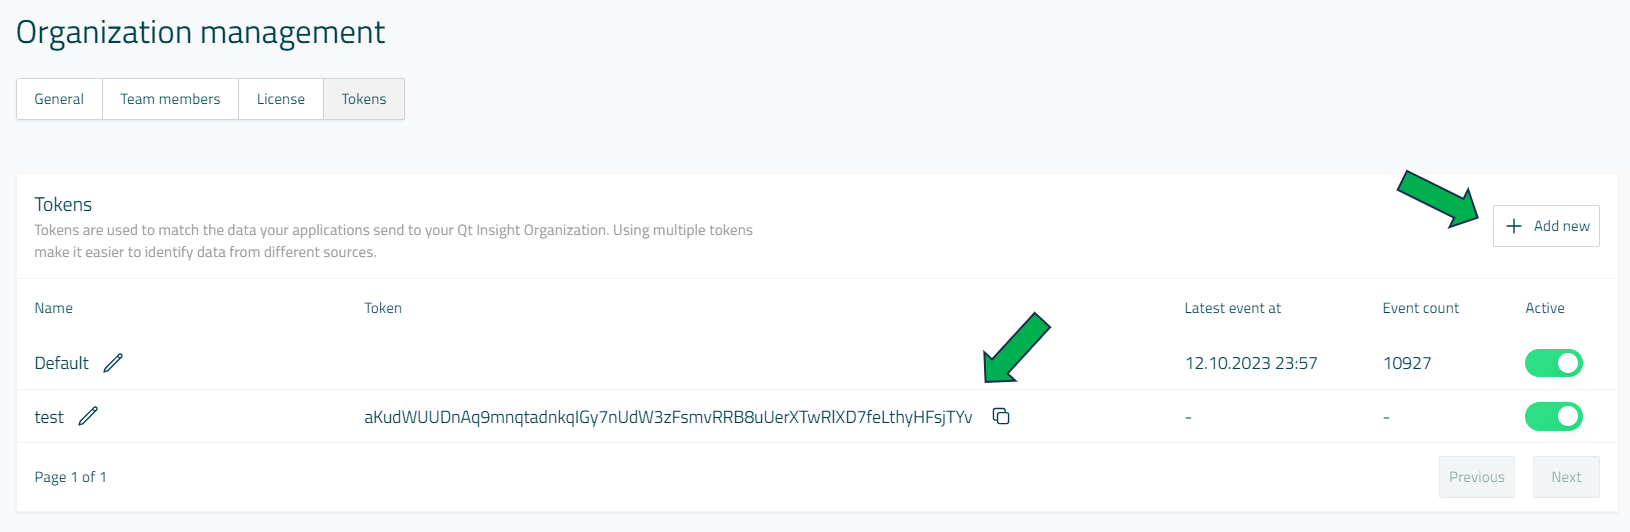 Organization management
General Team members License Tokens
Tokens
Tokens are used to match the data your applications send to your Qt Insight Organization. Using multiple tokens
make it easier to identify data from different sources.
Add new
Name Token Latest event at Event count Active
Default 12.10.2023 23:57 10927
test aKudWUUDnAq9mnqtadnkqIGy7nUdW3zFsmvRRB8uUerXTwRlXD7feLthyHFsjTYv - -
Page 1 of 1 Previous Next